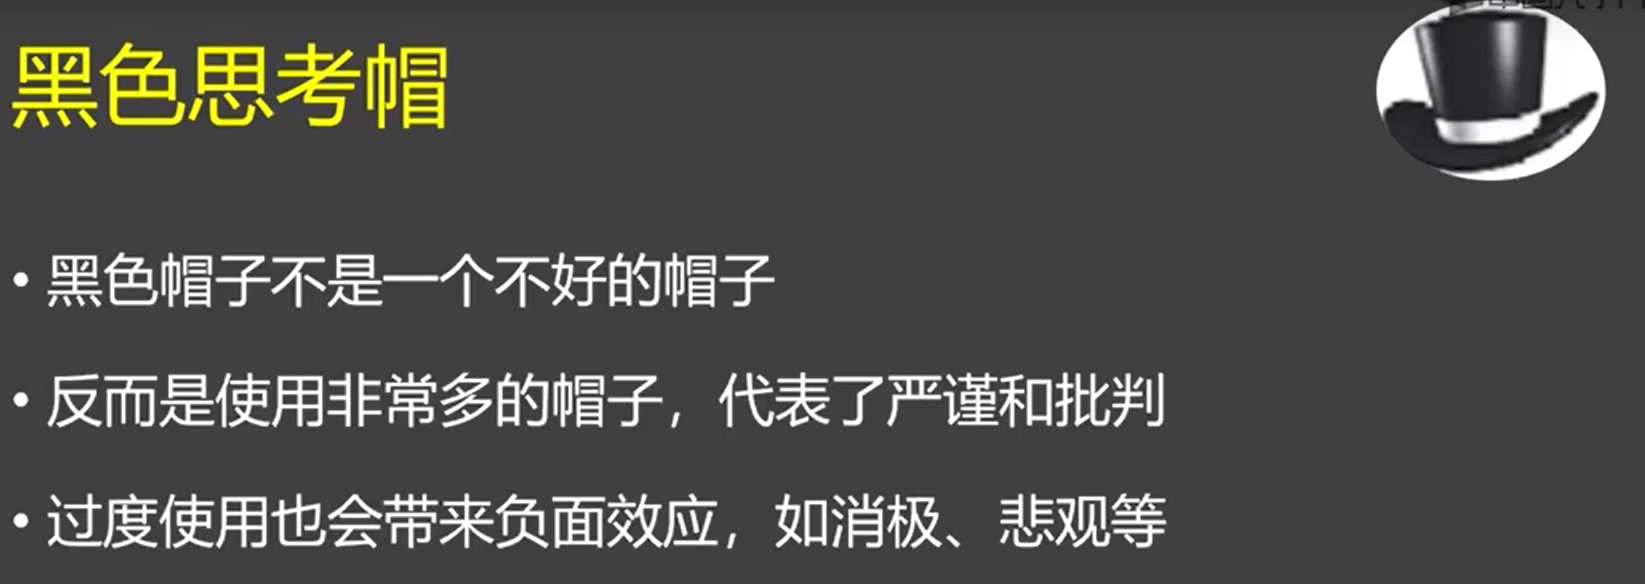 黑色思考帽
• 黑色帽子不是一个不好的帽子
• 反而是使用非常多的帽子，代表了严谨和批判
• 过度使用也会带来负面效应，如消极、悲观等